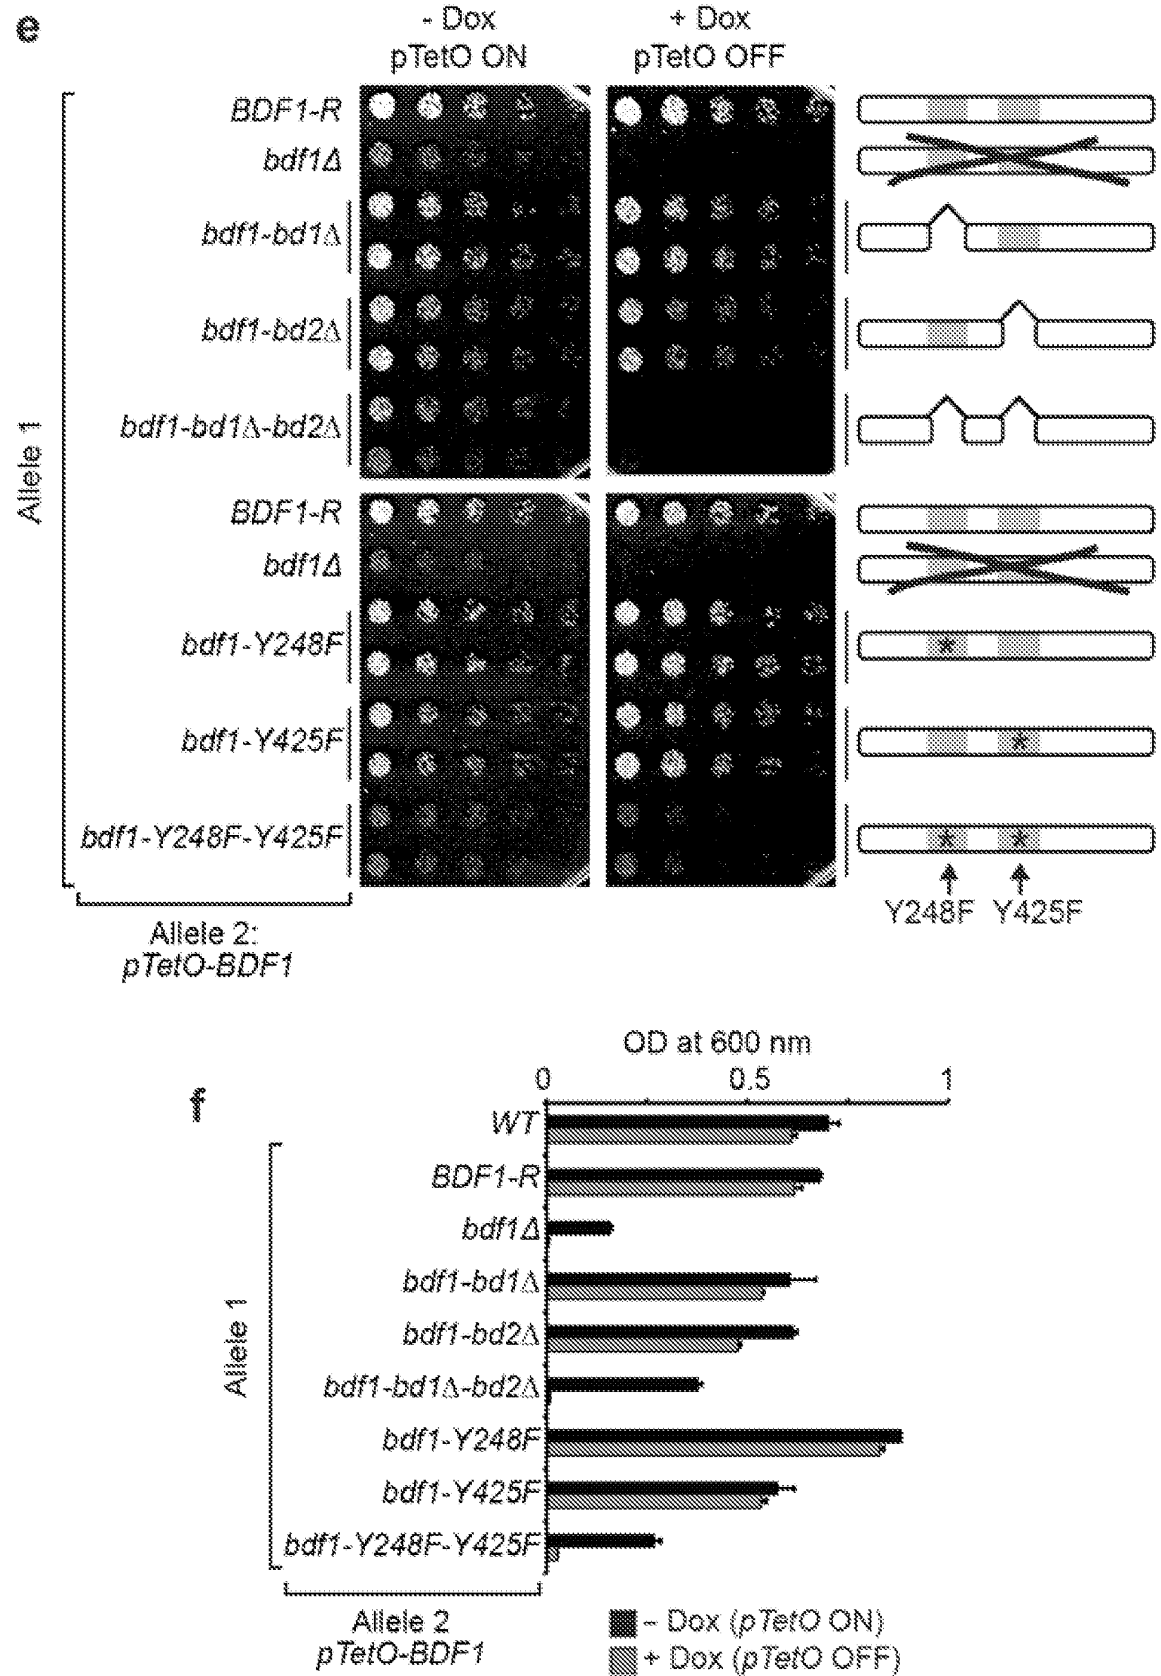 e
- Dox
pTetO ON
+ Dox
pTetO OFF
Allele 1
BDF1-R
bdf1Δ
bdf1-bd1Δ
bdf1-bd2Δ
bdf1-bd1Δ-bd2Δ
BDF1-R
bdf1Δ
bdf1-Y248F
bdf1-Y425F
bdf1-Y248F-Y425F
* 
*
* *
Y248F Y425F
Allele 2:
pTetO-BDF1
f
OD at 600 nm
0 0.5 1
Allele 1
WT
BDF1-R
bdf1Δ
bdf1-bd1Δ
bdf1-bd2Δ
bdf1-bd1Δ-bd2Δ
bdf1-Y248F
bdf1-Y425F
bdf1-Y248F-Y425F
Allele 2
pTetO-BDF1
– Dox (pTetO ON)
+ Dox (pTetO OFF)